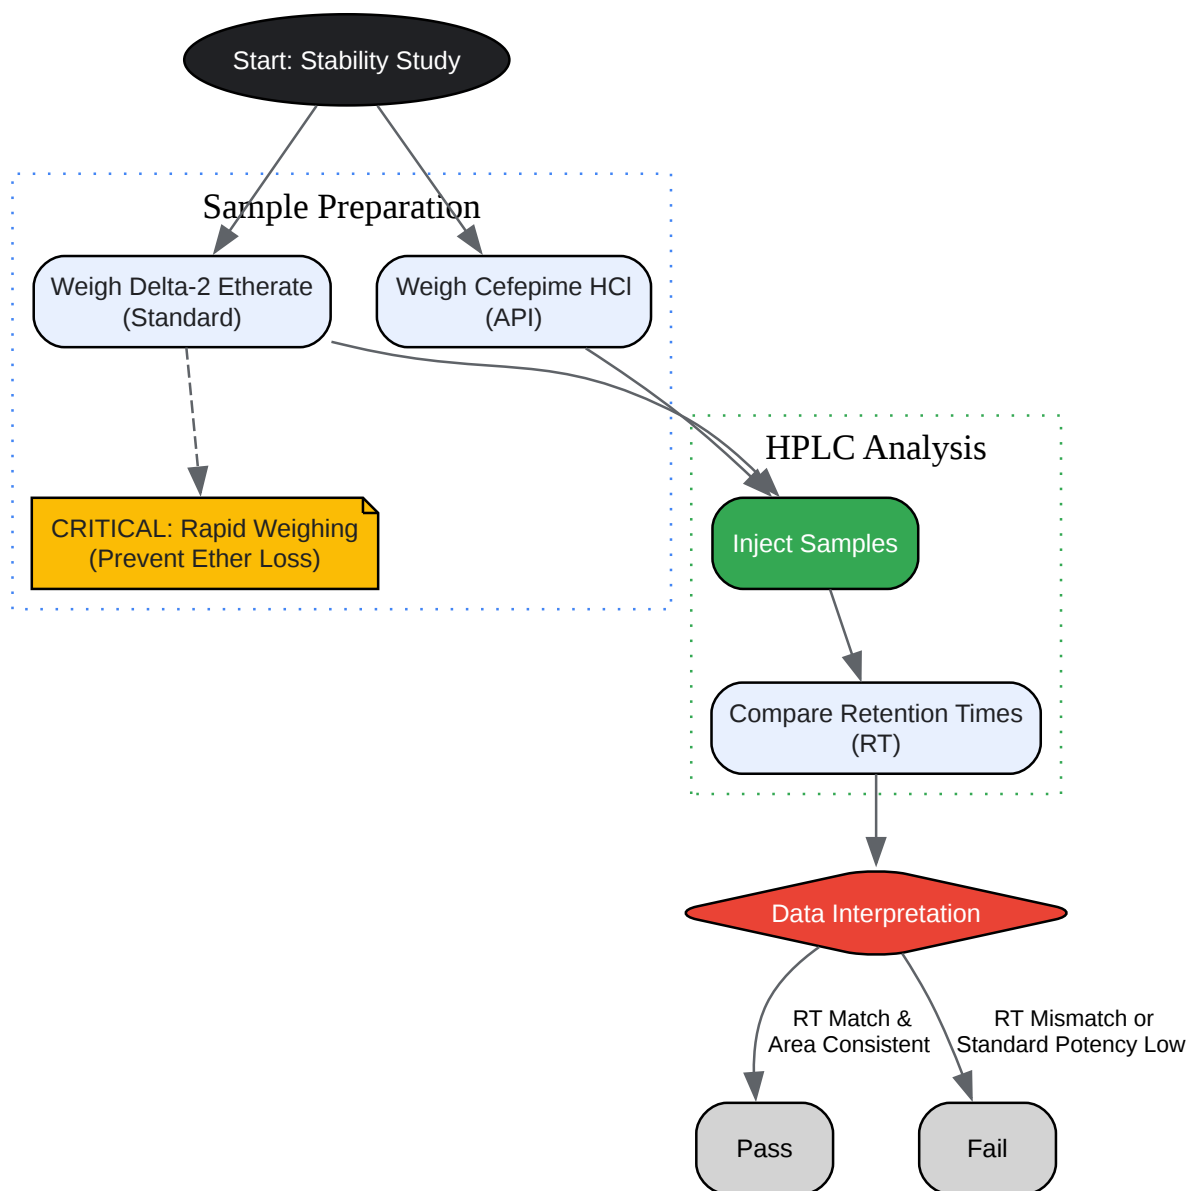 Start: Stability Study
Sample Preparation
Weigh Delta-2 Etherate
(Standard)
Weigh Cefepime HCl
(API)
HPLC Analysis
CRITICAL: Rapid Weighing
(Prevent Ether Loss)
Inject Samples
Compare Retention Times
(RT)
Data Interpretation
RT Match &
Area Consistent
RT Mismatch or
Standard Potency Low
Pass
Fail